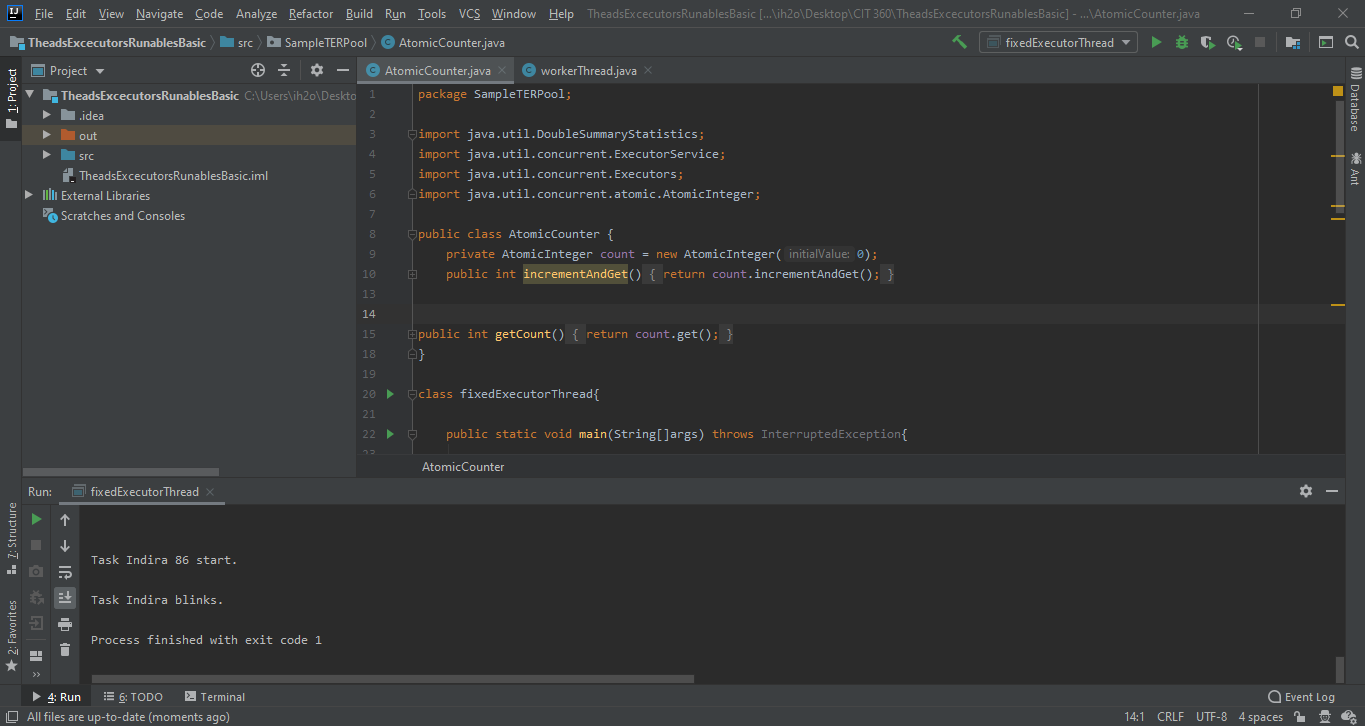 File Edit View Navigate Code Analyze Refactor Build Run Tools VCS Window Help TheadsExcecutorsRunablesBasic [...\ih2o\Desktop\CIT 360\TheadsExcecutorsRunablesBasic] - ...\AtomicCounter.java
TheadsExcecutorsRunablesBasic src SampleTERPool AtomicCounter.java fixedExecutorThread
Project AtomicCounter.java workerThread.java
TheadsExcecutorsRunablesBasic C:\Users\ih2o\Deskto
.idea
out
src
TheadsExcecutorsRunablesBasic.iml
External Libraries
Scratches and Consoles
1: Project
7: Structure
2: Favorites
Database
Ant
1 package SampleTERPool;
2
3 import java.util.DoubleSummaryStatistics;
4 import java.util.concurrent.ExecutorService;
5 import java.util.concurrent.Executors;
6 import java.util.concurrent.atomic.AtomicInteger;
7
8 public class AtomicCounter {
9 private AtomicInteger count = new AtomicInteger( initialValue: 0);
10 public int incrementAndGet() { return count.incrementAndGet(); }
13
14
15 public int getCount() { return count.get(); }
18 }
19
20 class fixedExecutorThread{
21
22 public static void main(String[]args) throws InterruptedException{
23
AtomicCounter
Run: fixedExecutorThread
Task Indira 86 start.
Task Indira blinks.
Process finished with exit code 1
4: Run 6: TODO Terminal Event Log
All files are up-to-date (moments ago) 14:1 CRLF UTF-8 4 spaces